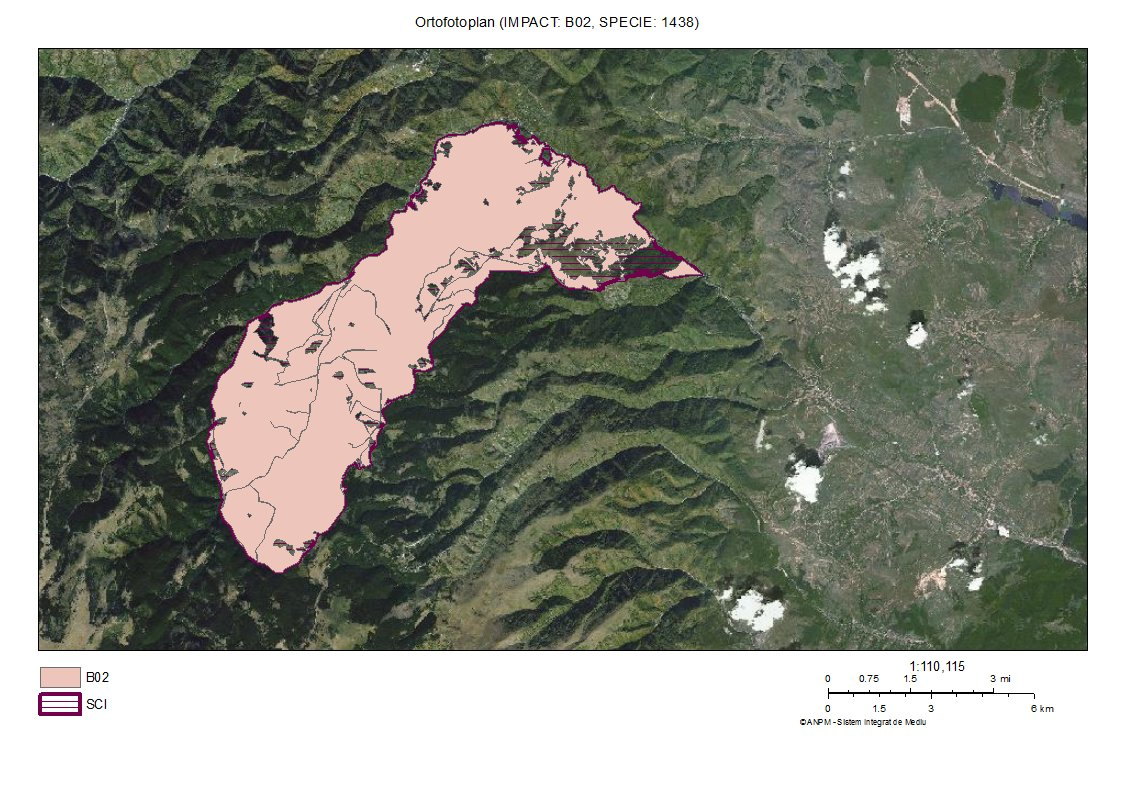 Ortofotoplan (IMPACT: B02, SPECIE: 1438)
B02
SCI
1:110,115
0 0.75 1.5 3 mi
0 1.5 3 6 km
©ANPM - Sistem Integrat de Mediu